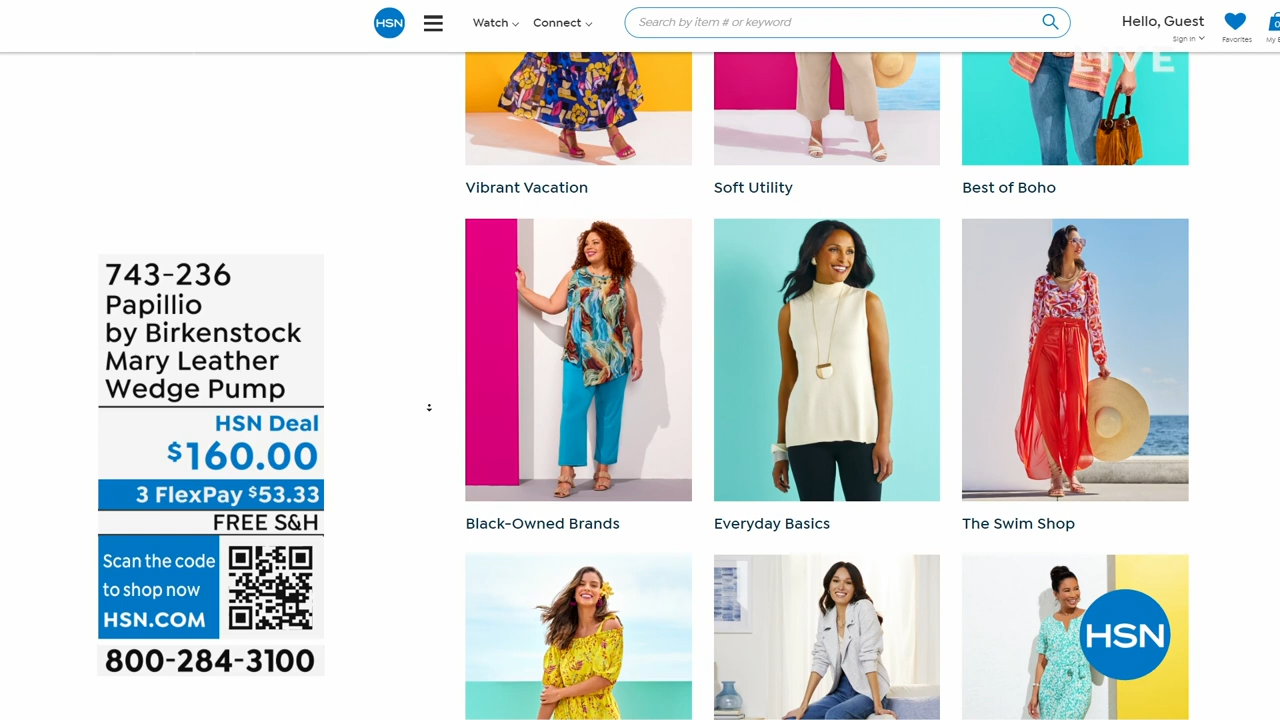 HSN
Watch
Connect
Search by item # or keyword
Hello, Guest
Sign In
Favorites
0
LIVE
Vibrant Vacation
Soft Utility
Best of Boho
743-236
Papillio
by Birkenstock
Mary Leather
Wedge Pump
HSN Deal
$160.00
3 FlexPay $53.33
FREE S&H
Scan the code
to shop now
HSN.COM
800-284-3100
Black-Owned Brands
Everyday Basics
The Swim Shop
HSN